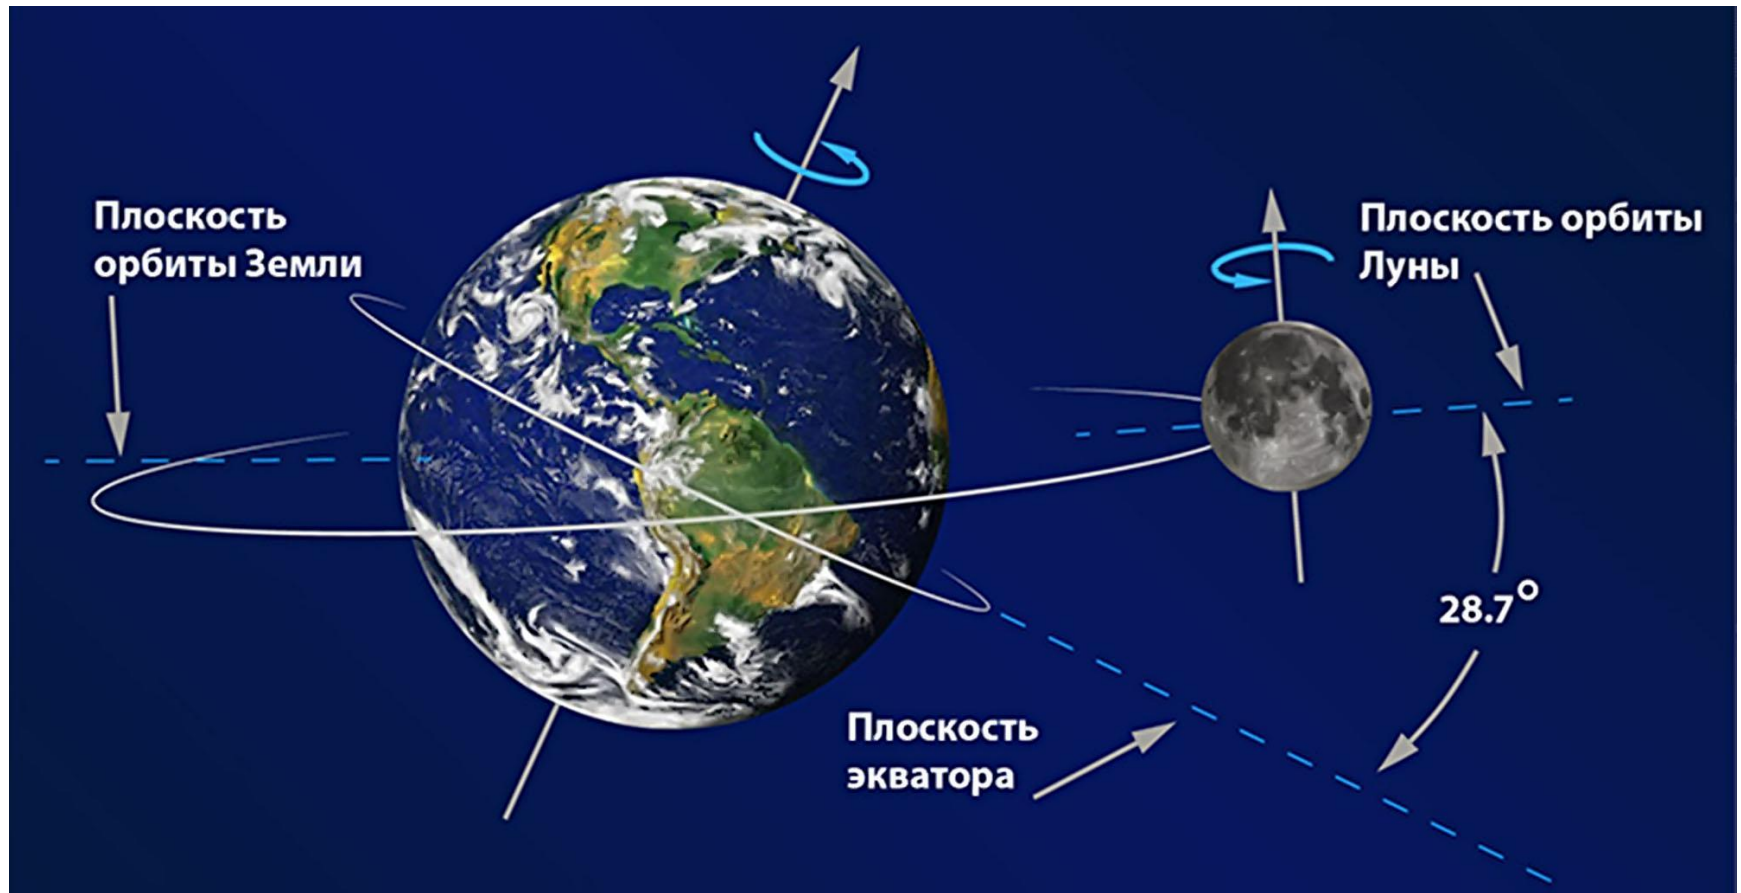 Плоскость
орбиты Земли
Плоскость орбиты
Луны
28.7°
Плоскость
экватора